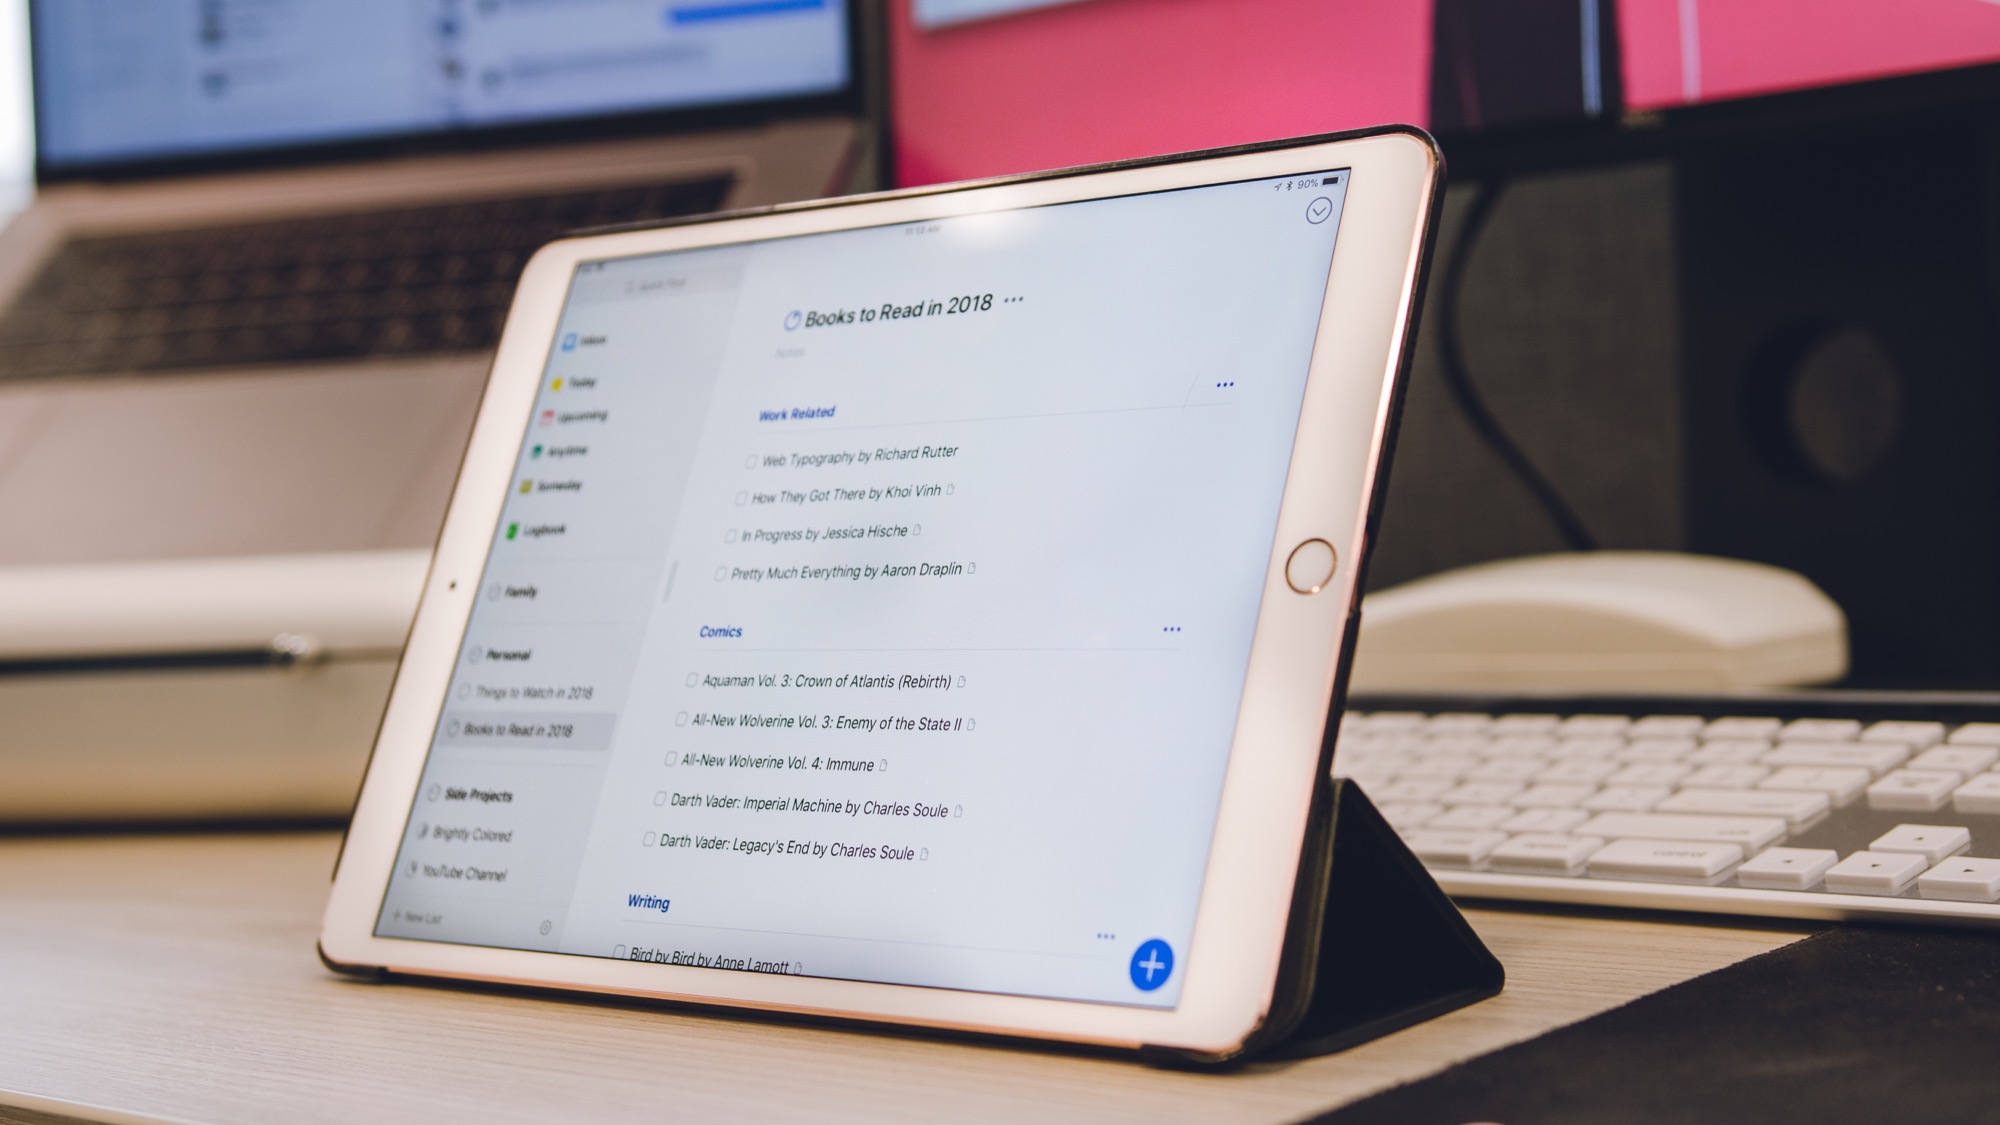 90%
11:12 AM
Quick Find
Inbox
Today
Upcoming
Anytime
Someday
Logbook
Family
Personal
Things to Watch in 2018
Books to Read in 2018
Side Projects
Brightly Colored
YouTube Channel
+ New List
Books to Read in 2018 •••
Notes
Work Related
Web Typography by Richard Rutter
How They Got There by Khoi Vinh
In Progress by Jessica Hische
Pretty Much Everything by Aaron Draplin
Comics
Aquaman Vol. 3: Crown of Atlantis (Rebirth)
All-New Wolverine Vol. 3: Enemy of the State II
All-New Wolverine Vol. 4: Immune
Darth Vader: Imperial Machine by Charles Soule
Darth Vader: Legacy's End by Charles Soule
Writing
Bird by Bird by Anne Lamott
control